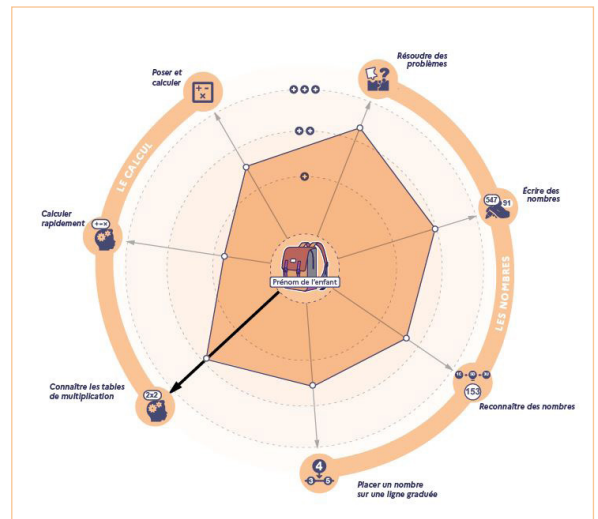 Résoudre des
problèmes
Poser et
calculer
+ -
x
?
+++
++
+
LE CALCUL
547
91
Écrire des
nombres
Calculer
rapidement
+-x
Prénom de l'enfant
LES NOMBRES
Connaître les tables
de multiplication
2x2
153
Reconnaître des nombres
4
3
5
Placer un nombre
sur une ligne graduée